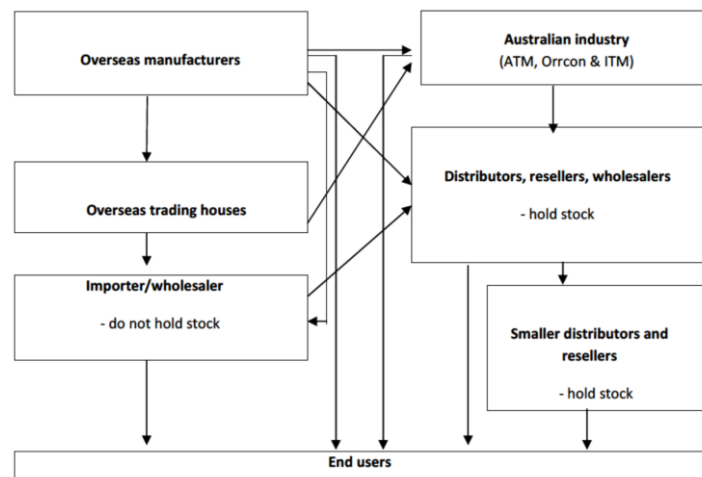 Overseas manufacturers
Australian industry
(ATM, Orrcon & ITM)
Overseas trading houses
Distributors, resellers, wholesalers
- hold stock
Importer/wholesaler
- do not hold stock
Smaller distributors and
resellers
- hold stock
End users